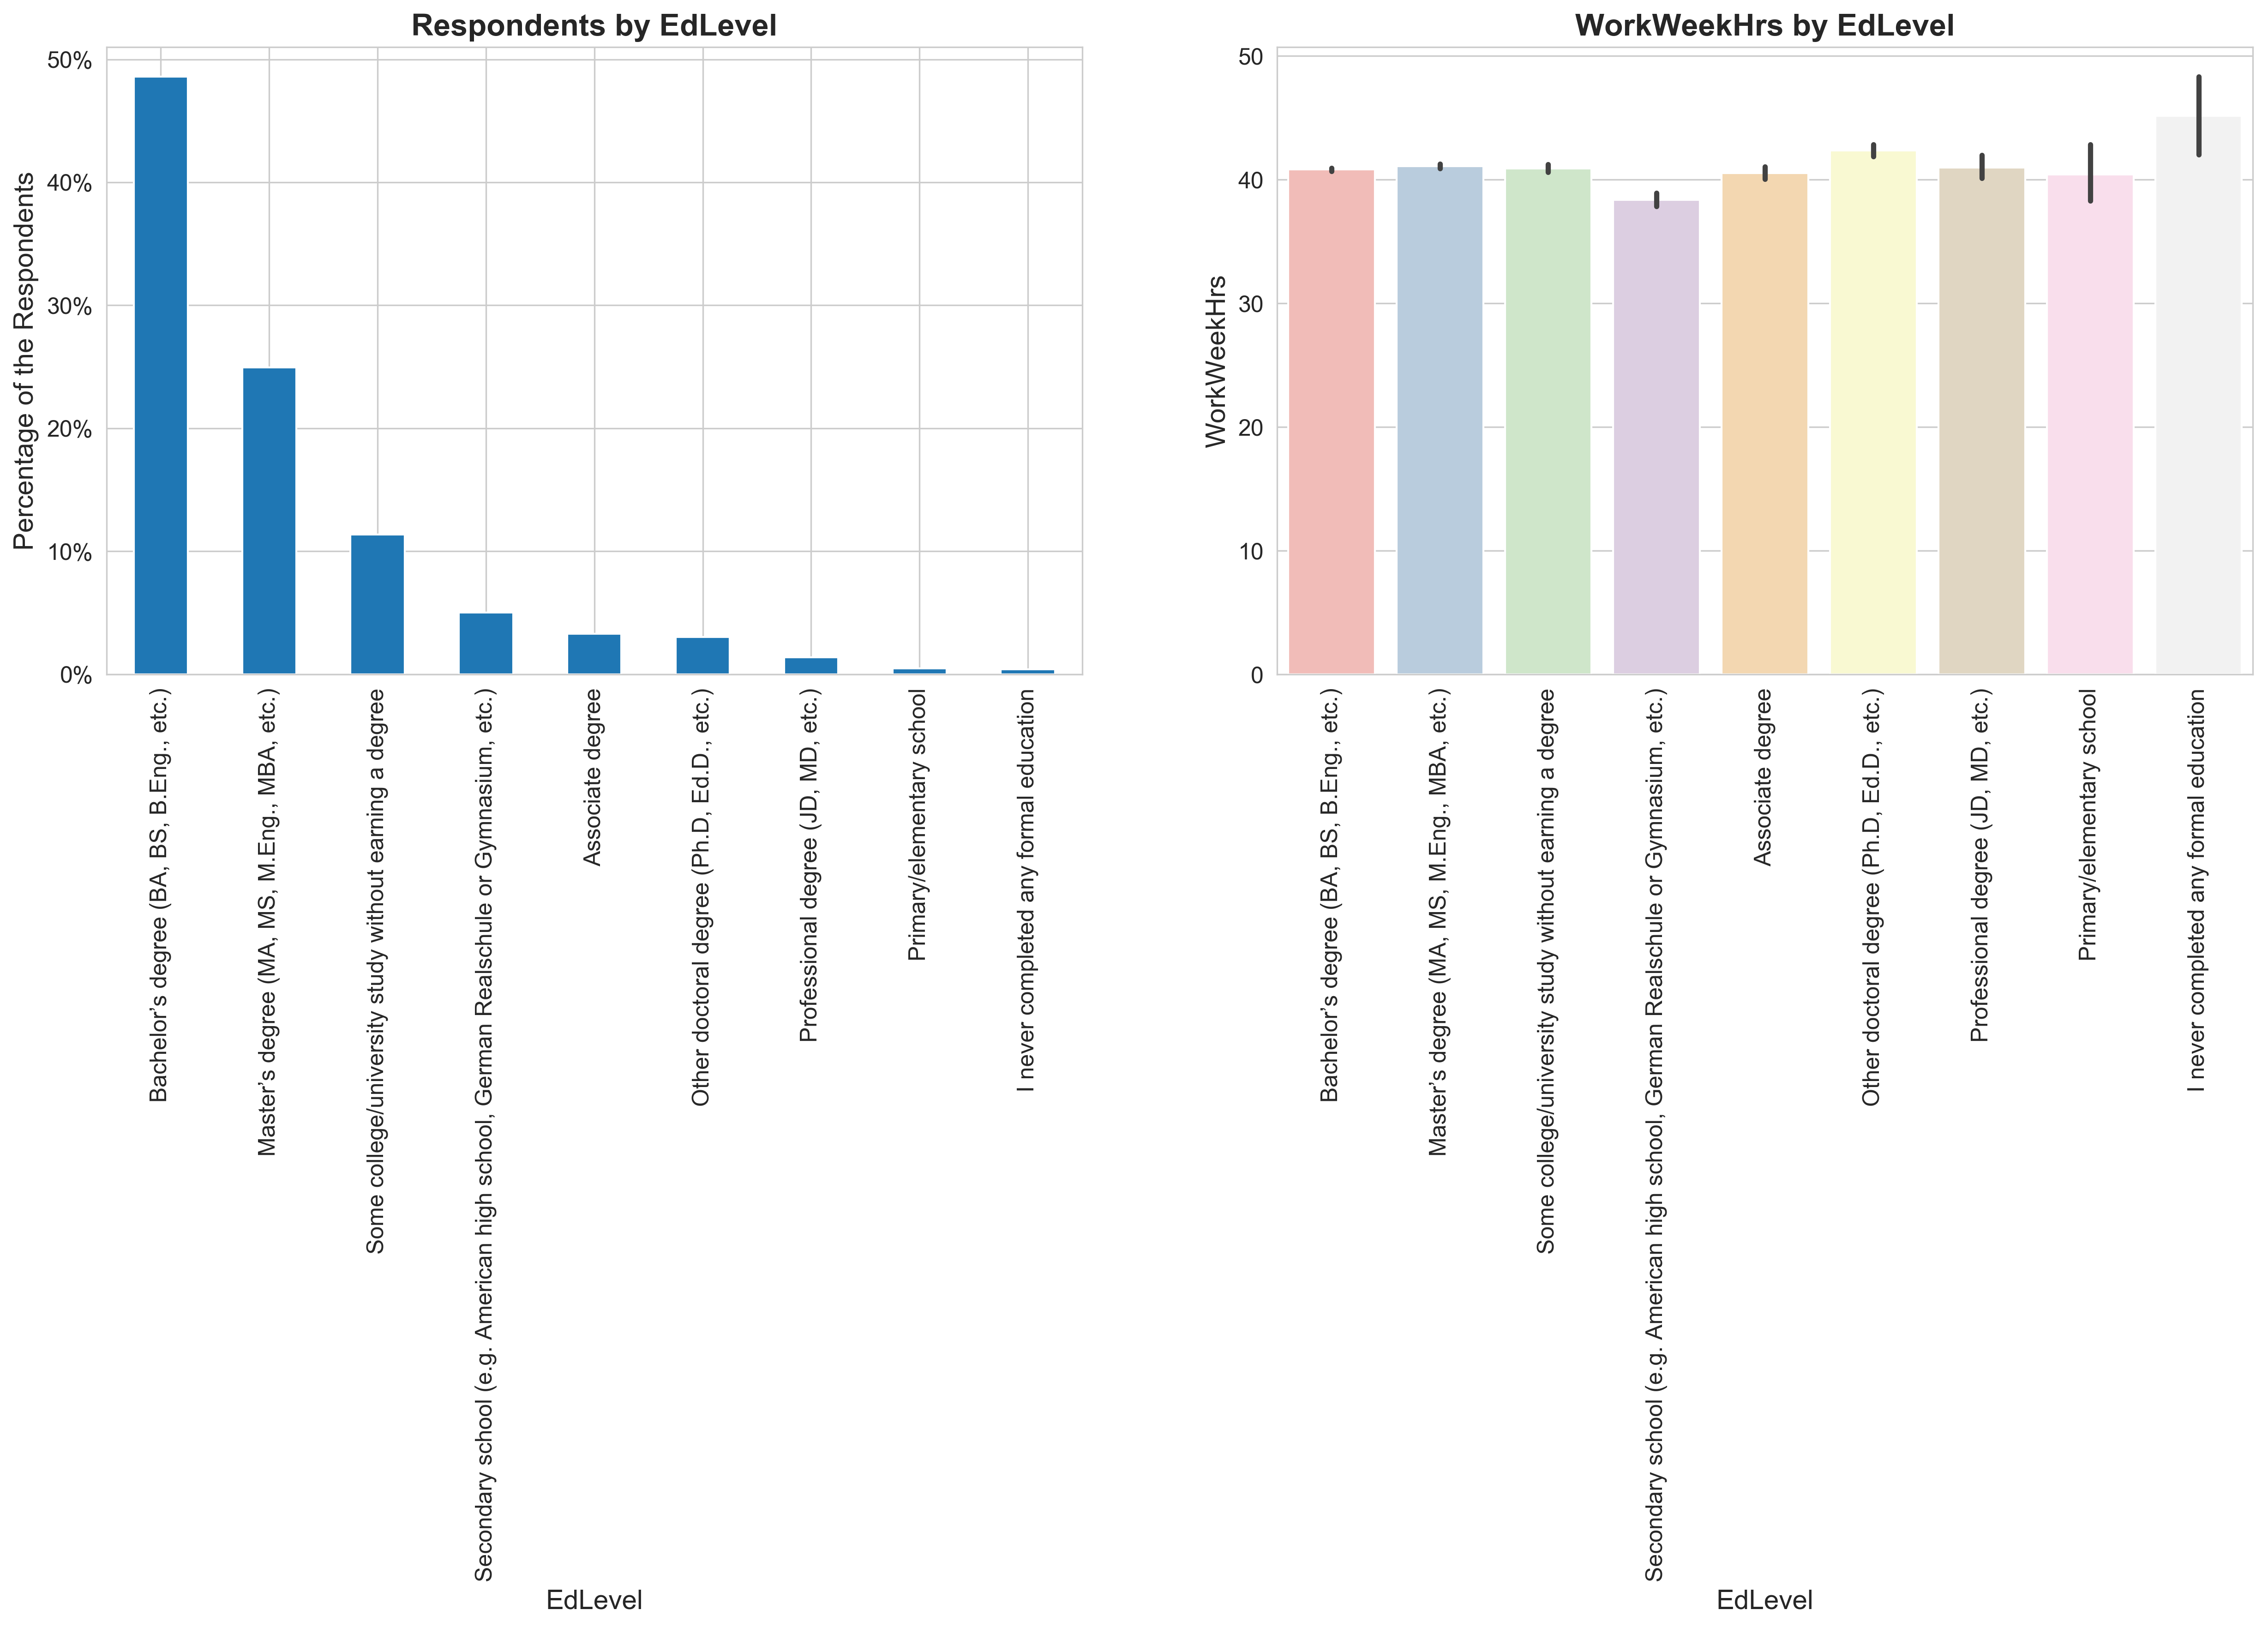 Respondents by EdLevel
Percentage of the Respondents
50%
40%
30%
20%
10%
0%
Bachelor’s degree (BA, BS, B.Eng., etc.)
Master’s degree (MA, MS, M.Eng., MBA, etc.)
Some college/university study without earning a degree
Secondary school (e.g. American high school, German Realschule or Gymnasium, etc.)
Associate degree
Other doctoral degree (Ph.D, Ed.D., etc.)
Professional degree (JD, MD, etc.)
Primary/elementary school
I never completed any formal education
EdLevel
WorkWeekHrs by EdLevel
WorkWeekHrs
50
40
30
20
10
0
Bachelor’s degree (BA, BS, B.Eng., etc.)
Master’s degree (MA, MS, M.Eng., MBA, etc.)
Some college/university study without earning a degree
Secondary school (e.g. American high school, German Realschule or Gymnasium, etc.)
Associate degree
Other doctoral degree (Ph.D, Ed.D., etc.)
Professional degree (JD, MD, etc.)
Primary/elementary school
I never completed any formal education
EdLevel